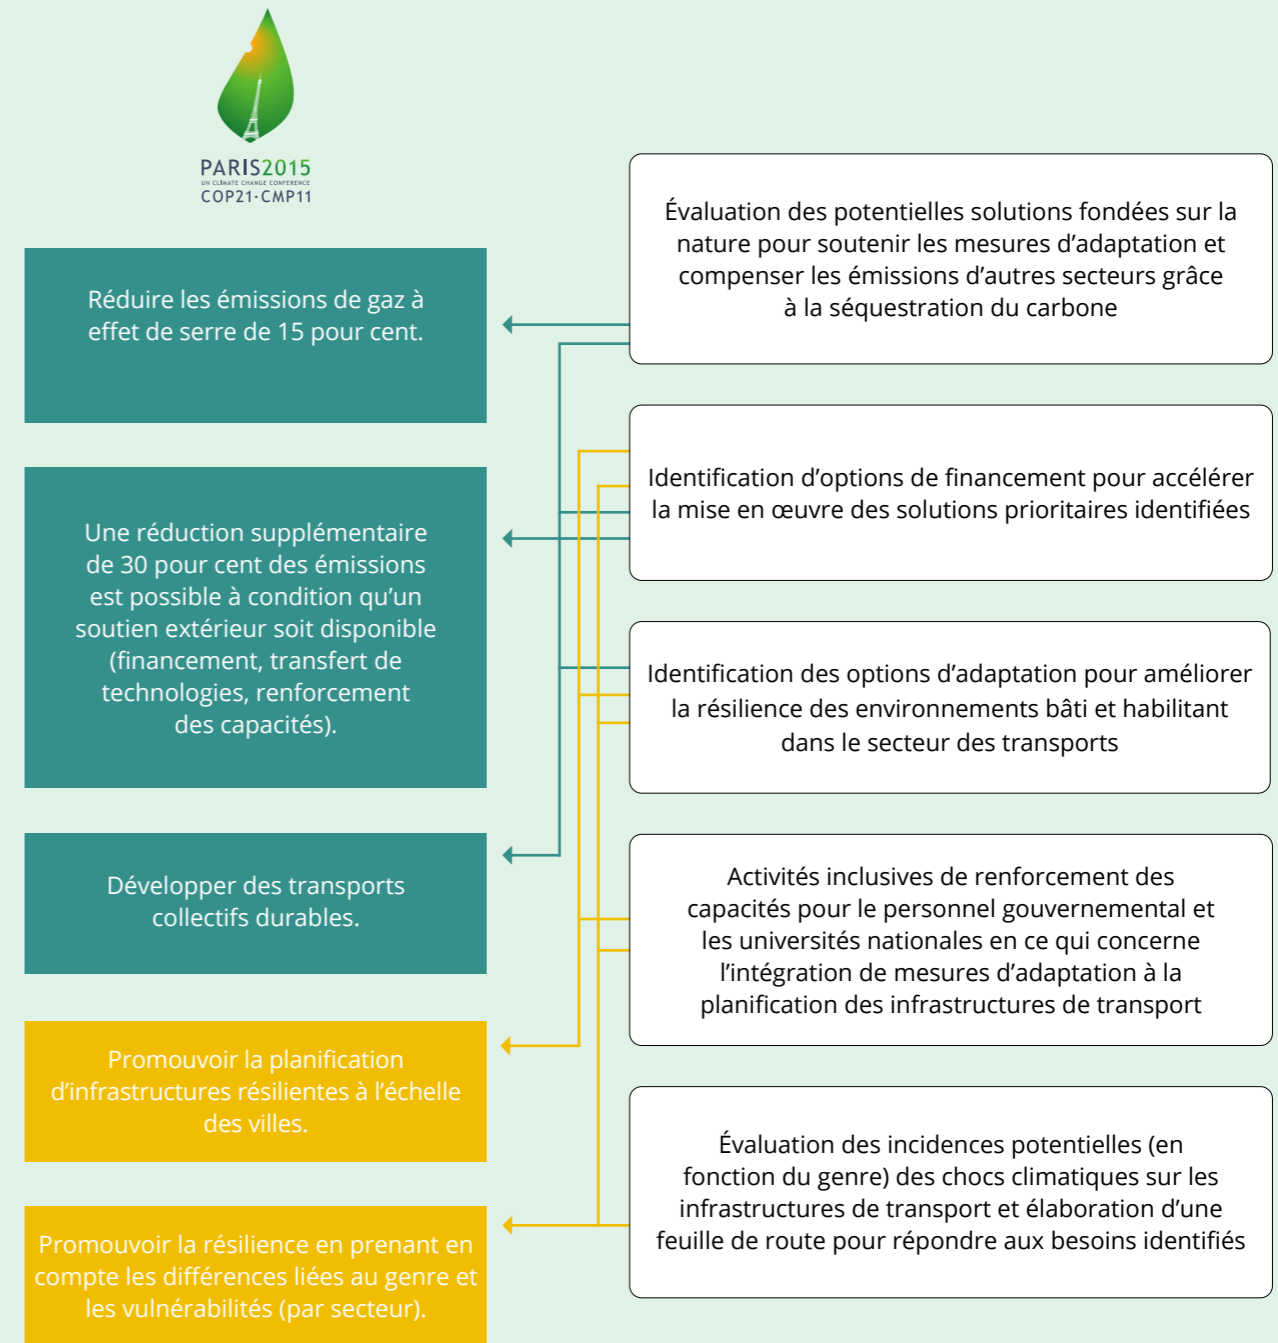 PARIS2015
UN CLIMATE CHANGE CONFERENCE
COP21·CMP11
Réduire les émissions de gaz à
effet de serre de 15 pour cent.
Une réduction supplémentaire
de 30 pour cent des émissions
est possible à condition qu’un
soutien extérieur soit disponible
(financement, transfert de
technologies, renforcement
des capacités).
Développer des transports
collectifs durables.
Promouvoir la planification
d’infrastructures résilientes à l’échelle
des villes.
Promouvoir la résilience en prenant en
compte les différences liées au genre et
les vulnérabilités (par secteur).
Évaluation des potentielles solutions fondées sur la
nature pour soutenir les mesures d’adaptation et
compenser les émissions d’autres secteurs grâce
à la séquestration du carbone
Identification d’options de financement pour accélérer
la mise en œuvre des solutions prioritaires identifiées
Identification des options d’adaptation pour améliorer
la résilience des environnements bâti et habilitant
dans le secteur des transports
Activités inclusives de renforcement des
capacités pour le personnel gouvernemental et
les universités nationales en ce qui concerne
l’intégration de mesures d’adaptation à la
planification des infrastructures de transport
Évaluation des incidences potentielles (en
fonction du genre) des chocs climatiques sur les
infrastructures de transport et élaboration d’une
feuille de route pour répondre aux besoins identifiés